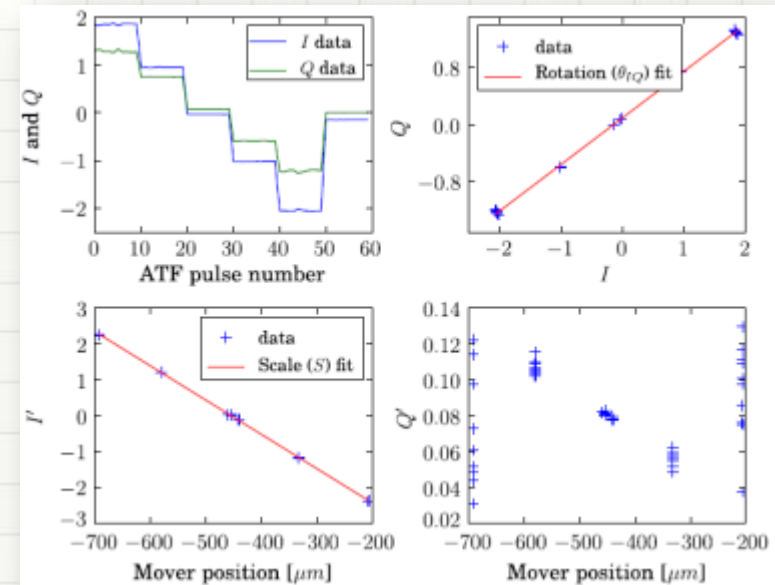 2
1
0
−1
−2
I and Q
I data
Q data
0 10 20 30 40 50 60
ATF pulse number
0.8
0.0
−0.8
Q
data
Rotation (θIQ) fit
−2 −1 0 1 2
I
3
2
1
0
−1
−2
−3
I′
data
Scale (S) fit
−700 −600 −500 −400 −300 −200
Mover position [μm]
0.14
0.12
0.10
0.08
0.06
0.04
0.02
Q′
−700 −600 −500 −400 −300 −200
Mover position [μm]